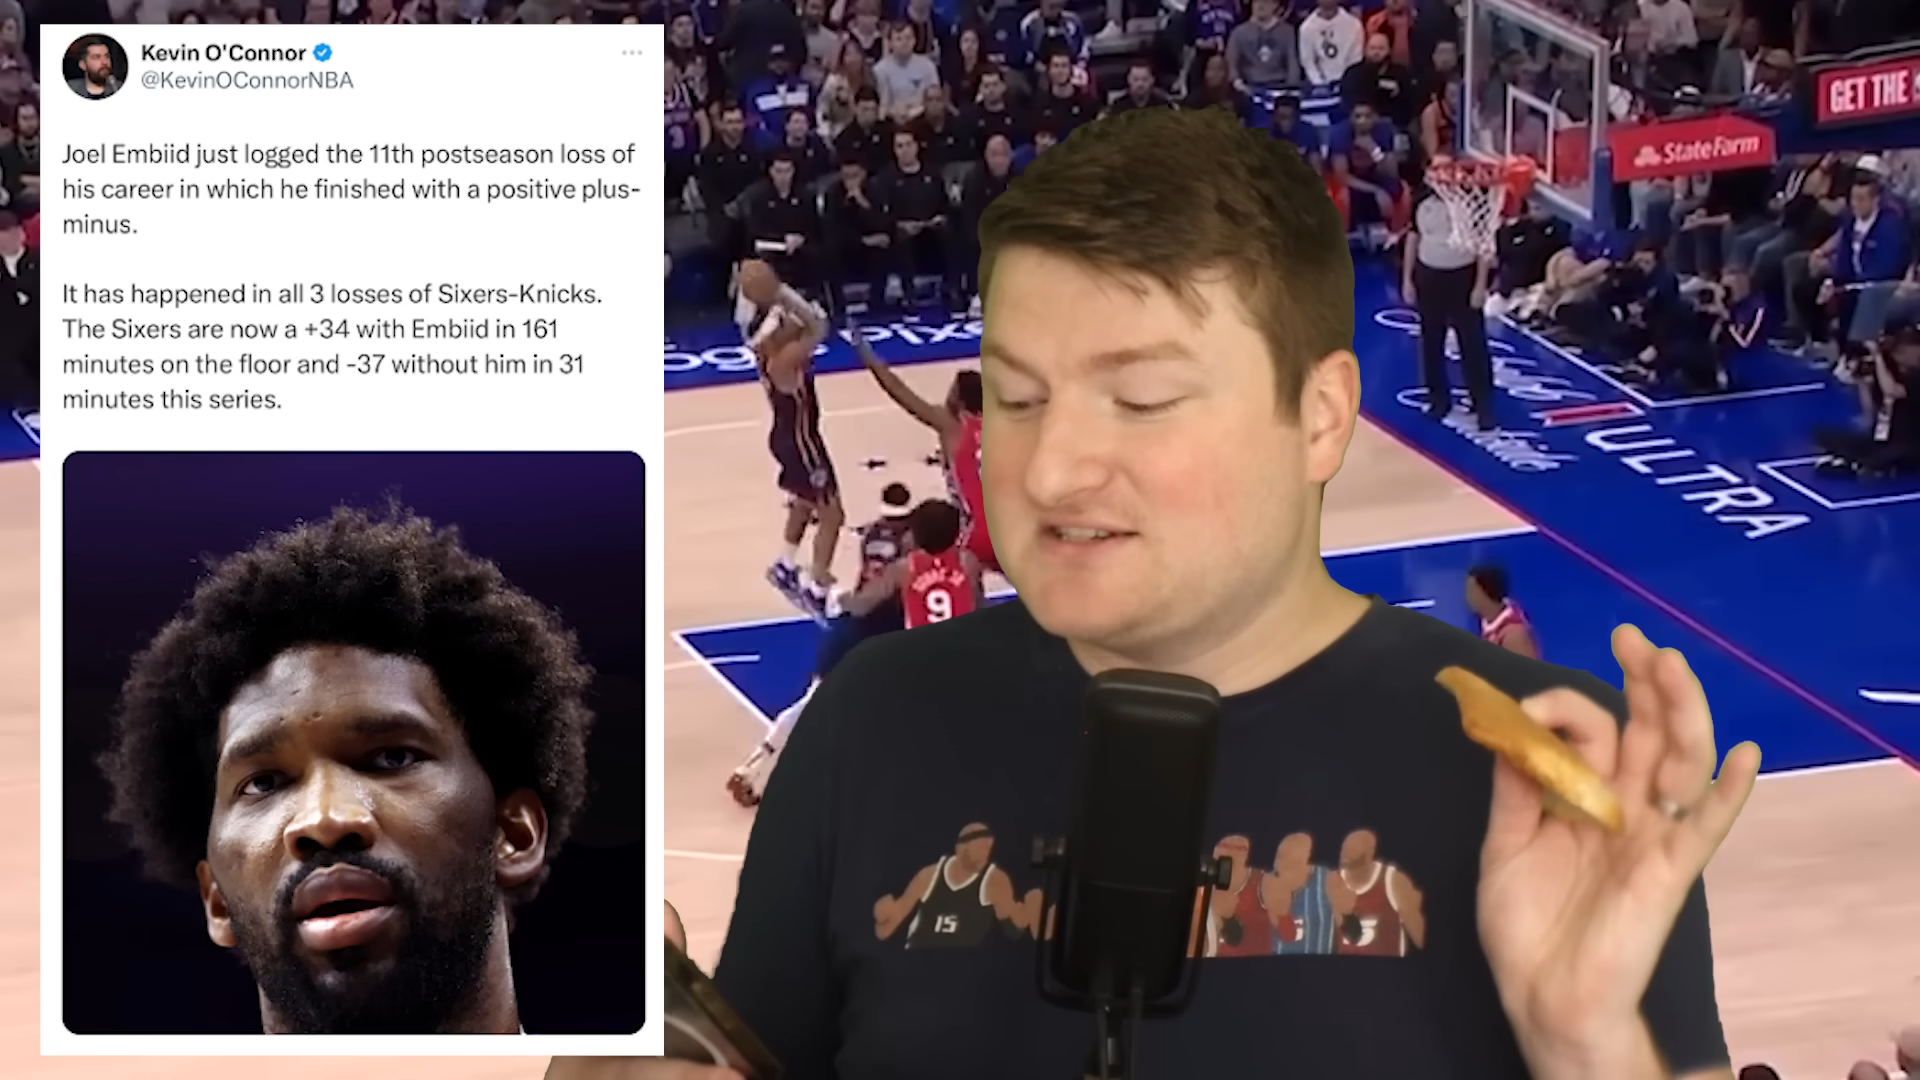 Kevin O'Connor
@KevinOConnorNBA
Joel Embiid just logged the 11th postseason loss of
his career in which he finished with a positive plus-
minus.
It has happened in all 3 losses of Sixers-Knicks.
The Sixers are now a +34 with Embiid in 161
minutes on the floor and -37 without him in 31
minutes this series.
GET THE
StateFarm
ULTRA
9
15